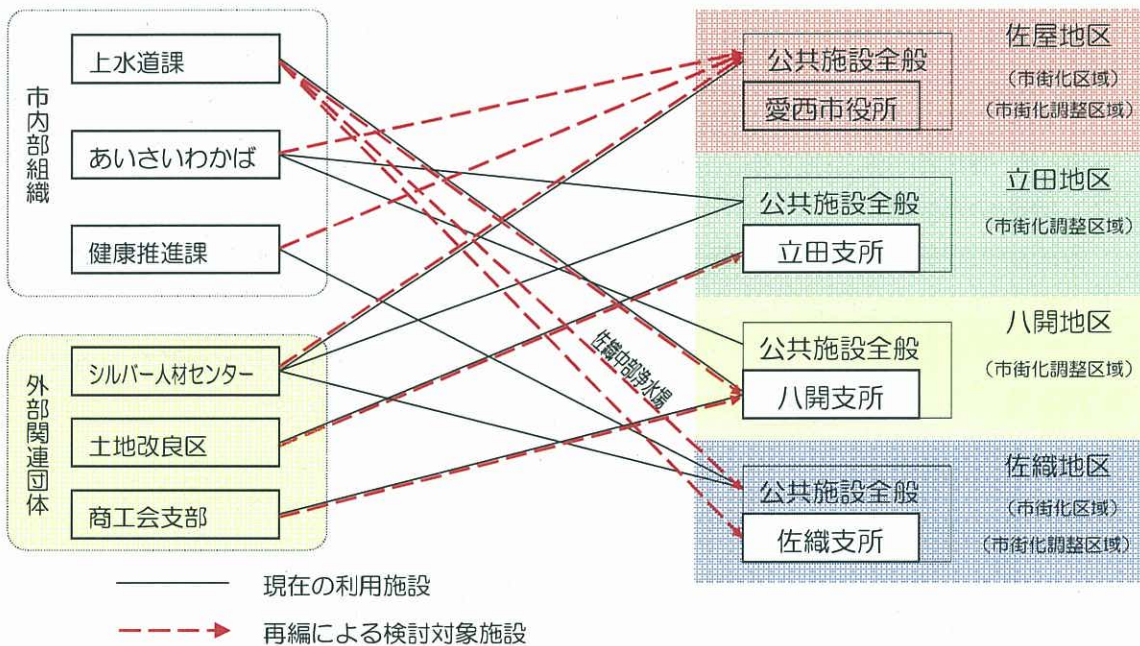 市内部組織
上水道課
あいさいわかば
健康推進課
外部関連団体
シルバー人材センター
土地改良区
商工会支部
佐織中部浄水場
佐屋地区
(市街化区域)
(市街化調整区域)
公共施設全般
愛西市役所
立田地区
(市街化調整区域)
公共施設全般
立田支所
八開地区
(市街化調整区域)
公共施設全般
八開支所
佐織地区
(市街化区域)
(市街化調整区域)
公共施設全般
佐織支所
現在の利用施設
再編による検討対象施設